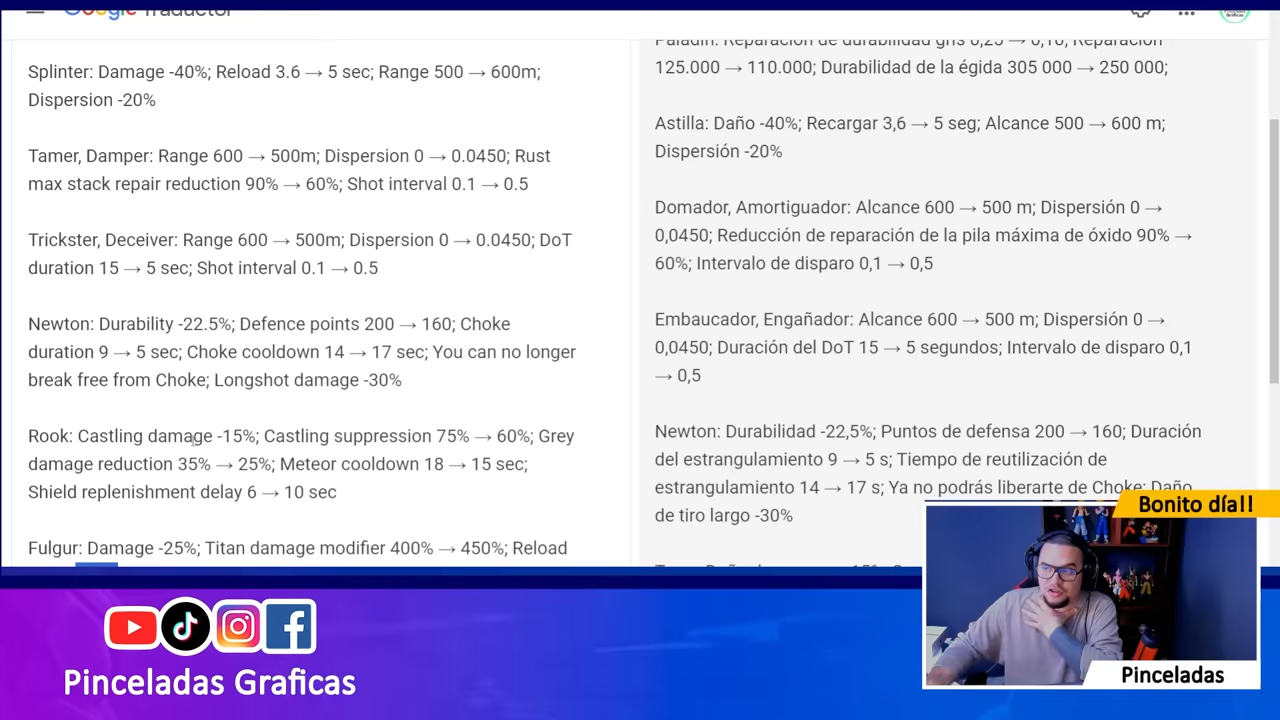 Google Traductor
Splinter: Damage -40%; Reload 3.6 → 5 sec; Range 500 → 600m;
Dispersion -20%
Tamer, Damper: Range 600 → 500m; Dispersion 0 → 0.0450; Rust
max stack repair reduction 90% → 60%; Shot interval 0.1 → 0.5
Trickster, Deceiver: Range 600 → 500m; Dispersion 0 → 0.0450; DoT
duration 15 → 5 sec; Shot interval 0.1 → 0.5
Newton: Durability -22.5%; Defence points 200 → 160; Choke
duration 9 → 5 sec; Choke cooldown 14 → 17 sec; You can no longer
break free from Choke; Longshot damage -30%
Rook: Castling damage -15%; Castling suppression 75% → 60%; Grey
damage reduction 35% → 25%; Meteor cooldown 18 → 15 sec;
Shield replenishment delay 6 → 10 sec
Fulgur: Damage -25%; Titan damage modifier 400% → 450%; Reload
Paladín: Reparación de durabilidad gris 0,25 → 0,10; Reparación
125.000 → 110.000; Durabilidad de la égida 305 000 → 250 000;
Astilla: Daño -40%; Recargar 3,6 → 5 seg; Alcance 500 → 600 m;
Dispersión -20%
Domador, Amortiguador: Alcance 600 → 500 m; Dispersión 0 →
0,0450; Reducción de reparación de la pila máxima de óxido 90% →
60%; Intervalo de disparo 0,1 → 0,5
Embaucador, Engañador: Alcance 600 → 500 m; Dispersión 0 →
0,0450; Duración del DoT 15 → 5 segundos; Intervalo de disparo 0,1
→ 0,5
Newton: Durabilidad -22,5%; Puntos de defensa 200 → 160; Duración
del estrangulamiento 9 → 5 s; Tiempo de reutilización de
estrangulamiento 14 → 17 s; Ya no podrás liberarte de Choke; Daño
de tiro largo -30%
Bonito día!!
Pinceladas
Pinceladas Graficas